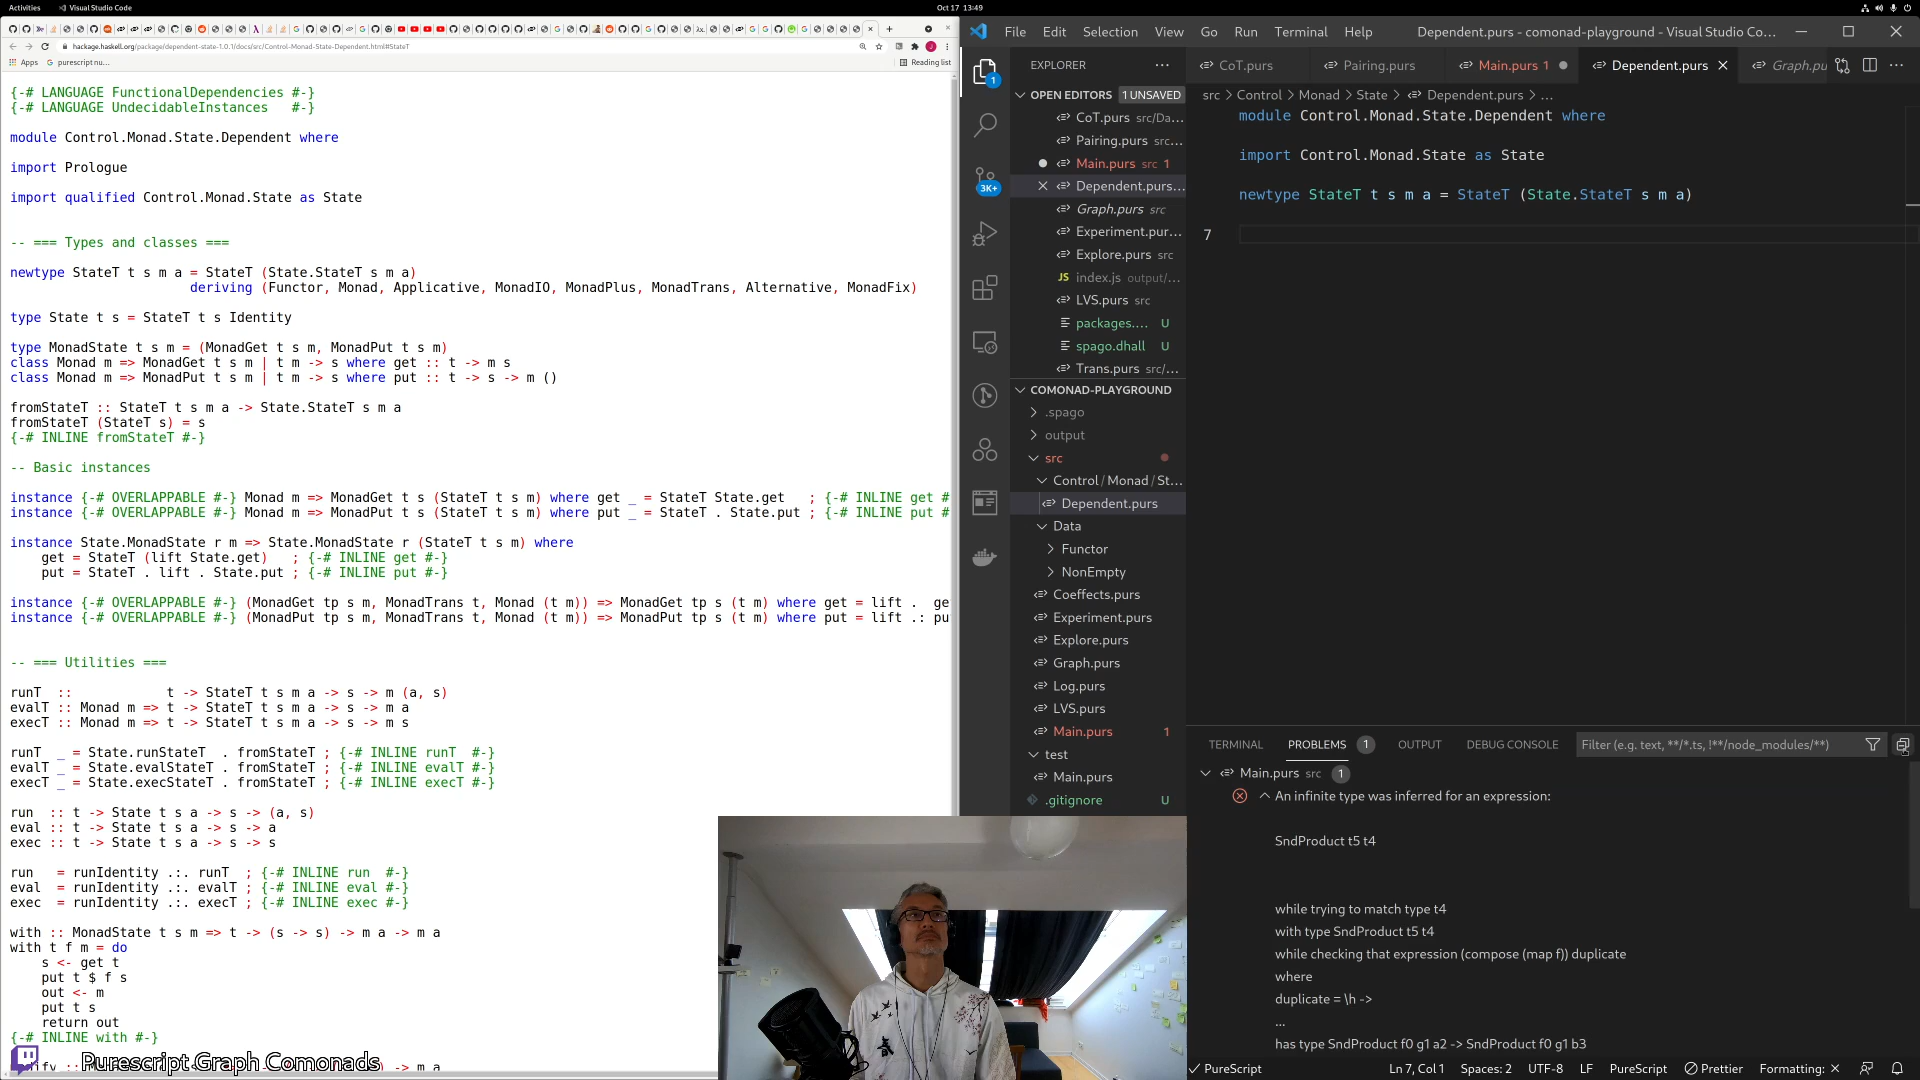 Activities
Visual Studio Code
Oct 17 13:49
hackage.haskell.org/package/dependent-state-1.0.1/docs/src/Control-Monad-State-Dependent.html#StateT
Apps
purescript nu...
Reading list
{-# LANGUAGE FunctionalDependencies #-}
{-# LANGUAGE UndecidableInstances   #-}
module Control.Monad.State.Dependent where
import Prologue
import qualified Control.Monad.State as State
-- === Types and classes ===
newtype StateT t s m a = StateT (State.StateT s m a)
deriving (Functor, Monad, Applicative, MonadIO, MonadPlus, MonadTrans, Alternative, MonadFix)
type State t s = StateT t s Identity
type MonadState t s m = (MonadGet t s m, MonadPut t s m)
class Monad m => MonadGet t s m | t m -> s where get :: t -> m s
class Monad m => MonadPut t s m | t m -> s where put :: t -> s -> m ()
fromStateT :: StateT t s m a -> State.StateT s m a
fromStateT (StateT s) = s
{-# INLINE fromStateT #-}
-- Basic instances
instance {-# OVERLAPPABLE #-} Monad m => MonadGet t s (StateT t s m) where get _ = StateT State.get   ; {-# INLINE get #
instance {-# OVERLAPPABLE #-} Monad m => MonadPut t s (StateT t s m) where put _ = StateT . State.put ; {-# INLINE put #
instance State.MonadState r m => State.MonadState r (StateT t s m) where
get = StateT (lift State.get)   ; {-# INLINE get #-}
put = StateT . lift . State.put ; {-# INLINE put #-}
instance {-# OVERLAPPABLE #-} (MonadGet tp s m, MonadTrans t, Monad (t m)) => MonadGet tp s (t m) where get = lift .  ge
instance {-# OVERLAPPABLE #-} (MonadPut tp s m, MonadTrans t, Monad (t m)) => MonadPut tp s (t m) where put = lift .: pu
-- === Utilities ===
runT  ::            t -> StateT t s m a -> s -> m (a, s)
evalT :: Monad m => t -> StateT t s m a -> s -> m a
execT :: Monad m => t -> StateT t s m a -> s -> m s
runT  _ = State.runStateT  . fromStateT ; {-# INLINE runT  #-}
evalT _ = State.evalStateT . fromStateT ; {-# INLINE evalT #-}
execT _ = State.execStateT . fromStateT ; {-# INLINE execT #-}
run  :: t -> State t s a -> s -> (a, s)
eval :: t -> State t s a -> s -> a
exec :: t -> State t s a -> s -> s
run   = runIdentity .:. runT  ; {-# INLINE run  #-}
eval  = runIdentity .:. evalT ; {-# INLINE eval #-}
exec  = runIdentity .:. execT ; {-# INLINE exec #-}
with :: MonadState t s m => t -> (s -> s) -> m a -> m a
with t f m = do
s <- get t
put t $ f s
out <- m
put t s
return out
{-# INLINE with #-}
Purescript Graph Comonads
File Edit Selection View Go Run Terminal Help
Dependent.purs - comonad-playground - Visual Studio Co...
EXPLORER
OPEN EDITORS 1 UNSAVED
CoT.purs src/Da...
Pairing.purs src...
Main.purs src 1
Dependent.purs...
Graph.purs src
Experiment.pur...
Explore.purs src
index.js output/...
LVS.purs src
packages.... U
spago.dhall U
Trans.purs src/...
COMONAD-PLAYGROUND
.spago
output
src
Control / Monad / St...
Dependent.purs
Data
Functor
NonEmpty
Coeffects.purs
Experiment.purs
Explore.purs
Graph.purs
Log.purs
LVS.purs
Main.purs 1
test
Main.purs
.gitignore U
1
3K+
CoT.purs
Pairing.purs
Main.purs 1
Dependent.purs
Graph.pu
src > Control > Monad > State > Dependent.purs > ...
module Control.Monad.State.Dependent where
import Control.Monad.State as State
newtype StateT t s m a = StateT (State.StateT s m a)
7
TERMINAL PROBLEMS 1 OUTPUT DEBUG CONSOLE
Filter (e.g. text, **/*.ts, !**/node_modules/**)
Main.purs src 1
An infinite type was inferred for an expression:
SndProduct t5 t4
while trying to match type t4
with type SndProduct t5 t4
while checking that expression (compose (map f)) duplicate
where
duplicate = \h ->
...
has type SndProduct f0 g1 a2 -> SndProduct f0 g1 b3
PureScript
Ln 7, Col 1
Spaces: 2
UTF-8
LF
PureScript
Prettier
Formatting: ×